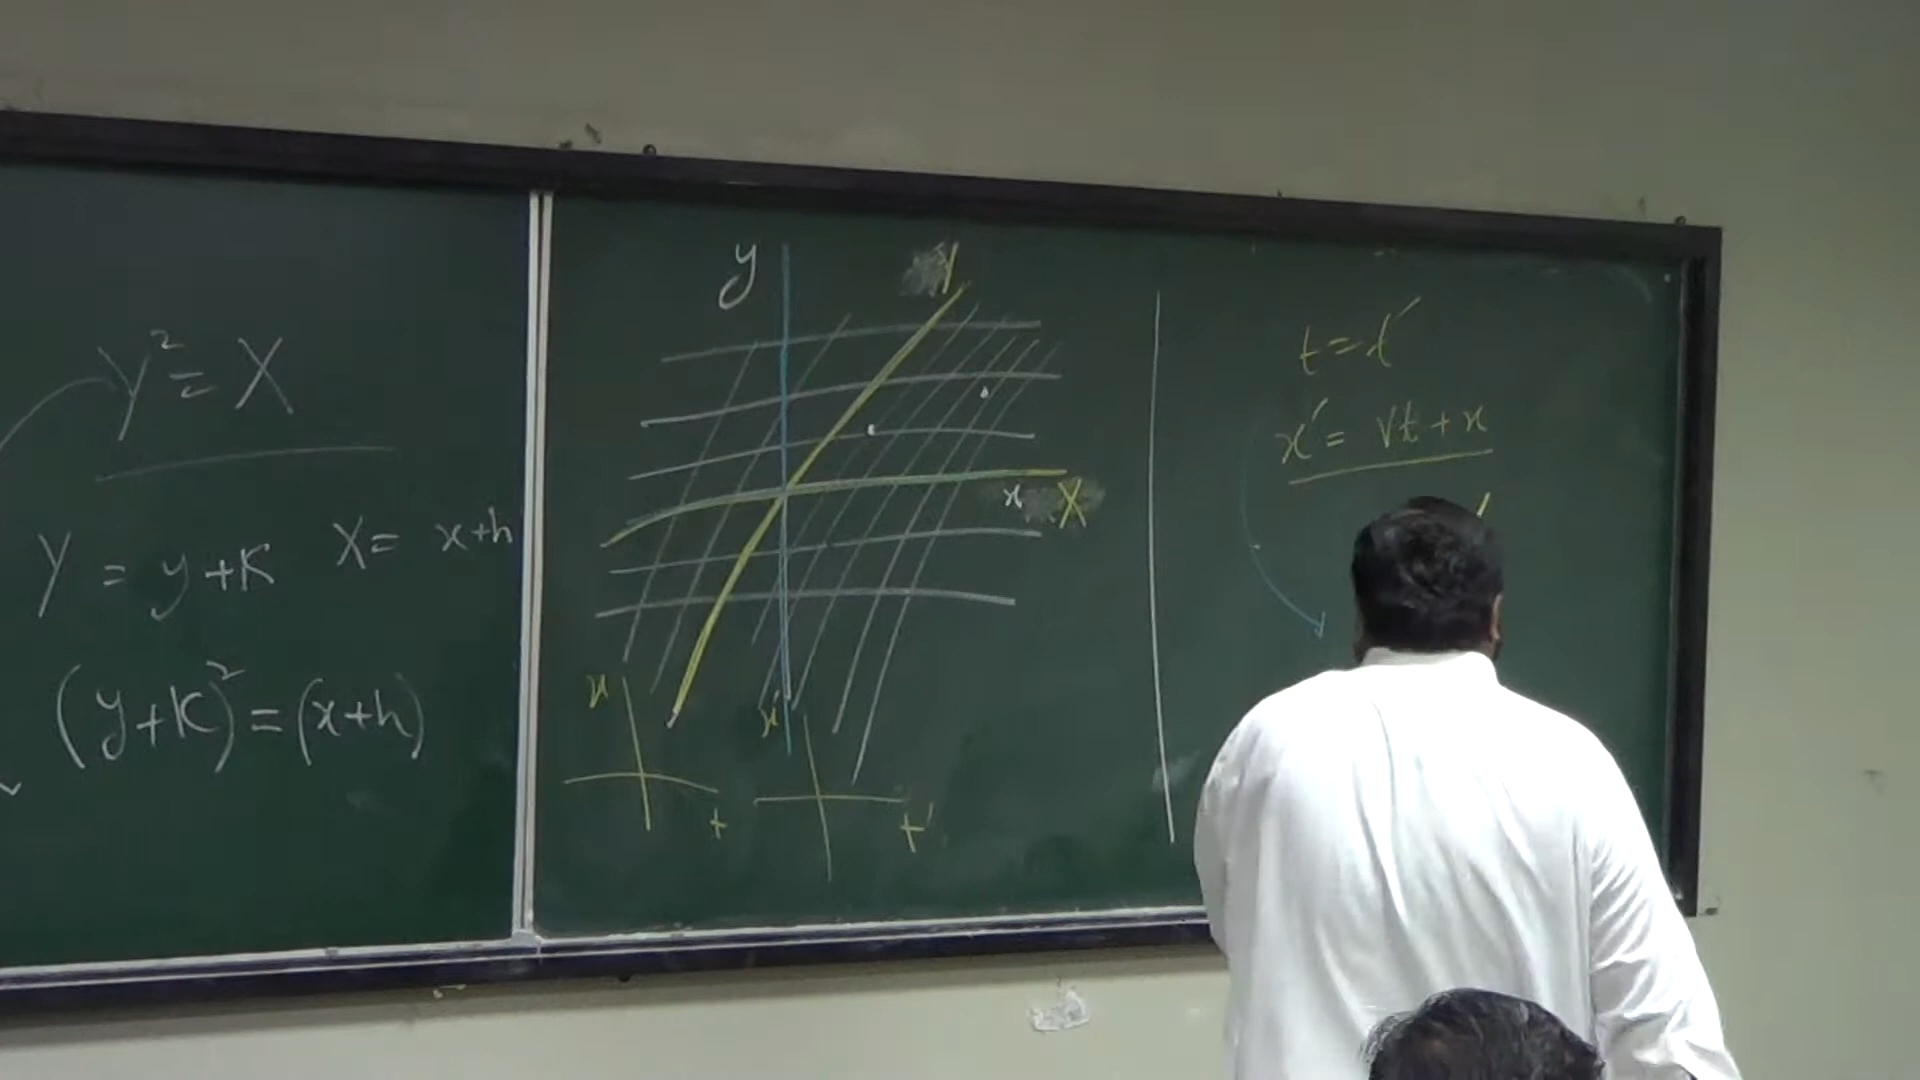 Y² = X
Y = y+K X = x+h
(y+K)² = (x+h)
y
Y
x X
x
t
x'
t'
t = t'
x' = vt + x